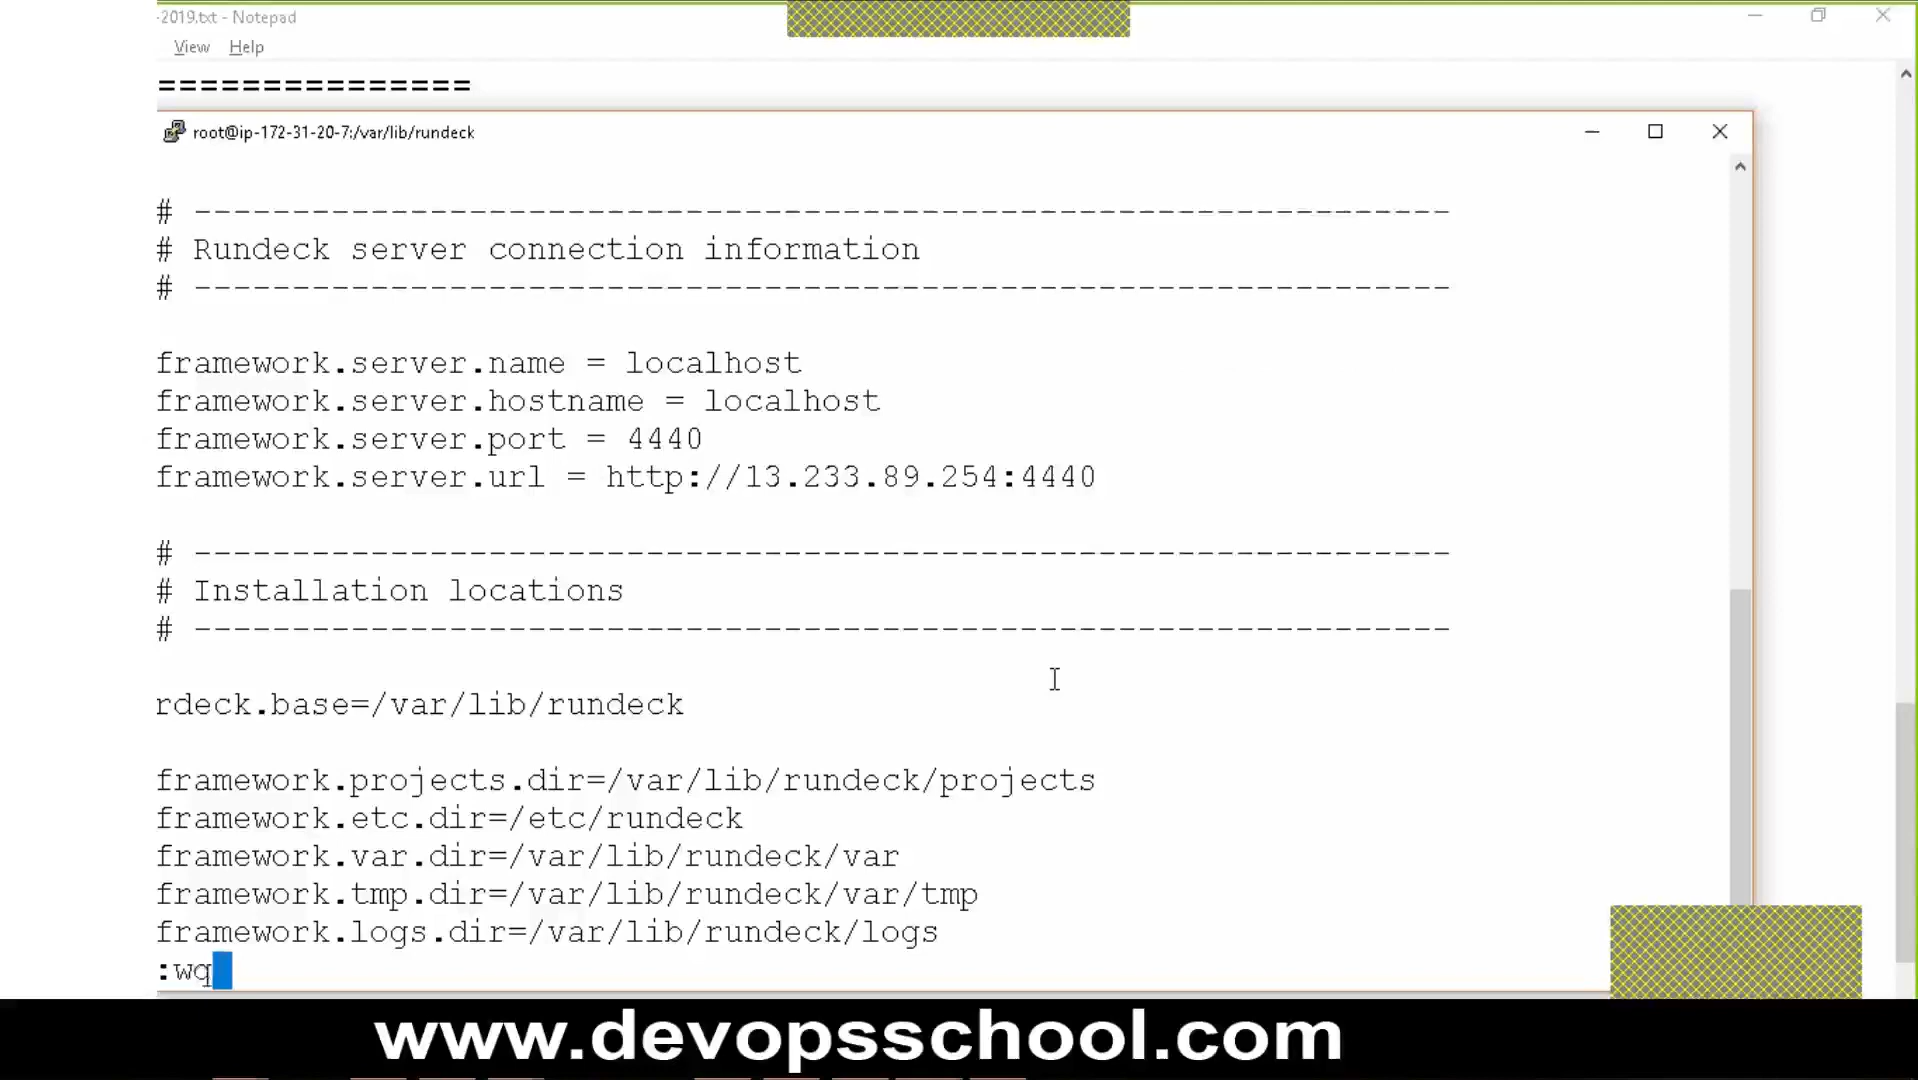 -2019.txt - Notepad
View Help
===============
root@ip-172-31-20-7:/var/lib/rundeck
# ----------------------------------------------------------------
# Rundeck server connection information
# ----------------------------------------------------------------
framework.server.name = localhost
framework.server.hostname = localhost
framework.server.port = 4440
framework.server.url = http://13.233.89.254:4440
# ----------------------------------------------------------------
# Installation locations
# ----------------------------------------------------------------
rdeck.base=/var/lib/rundeck
framework.projects.dir=/var/lib/rundeck/projects
framework.etc.dir=/etc/rundeck
framework.var.dir=/var/lib/rundeck/var
framework.tmp.dir=/var/lib/rundeck/var/tmp
framework.logs.dir=/var/lib/rundeck/logs
:wq
www.devopsschool.com